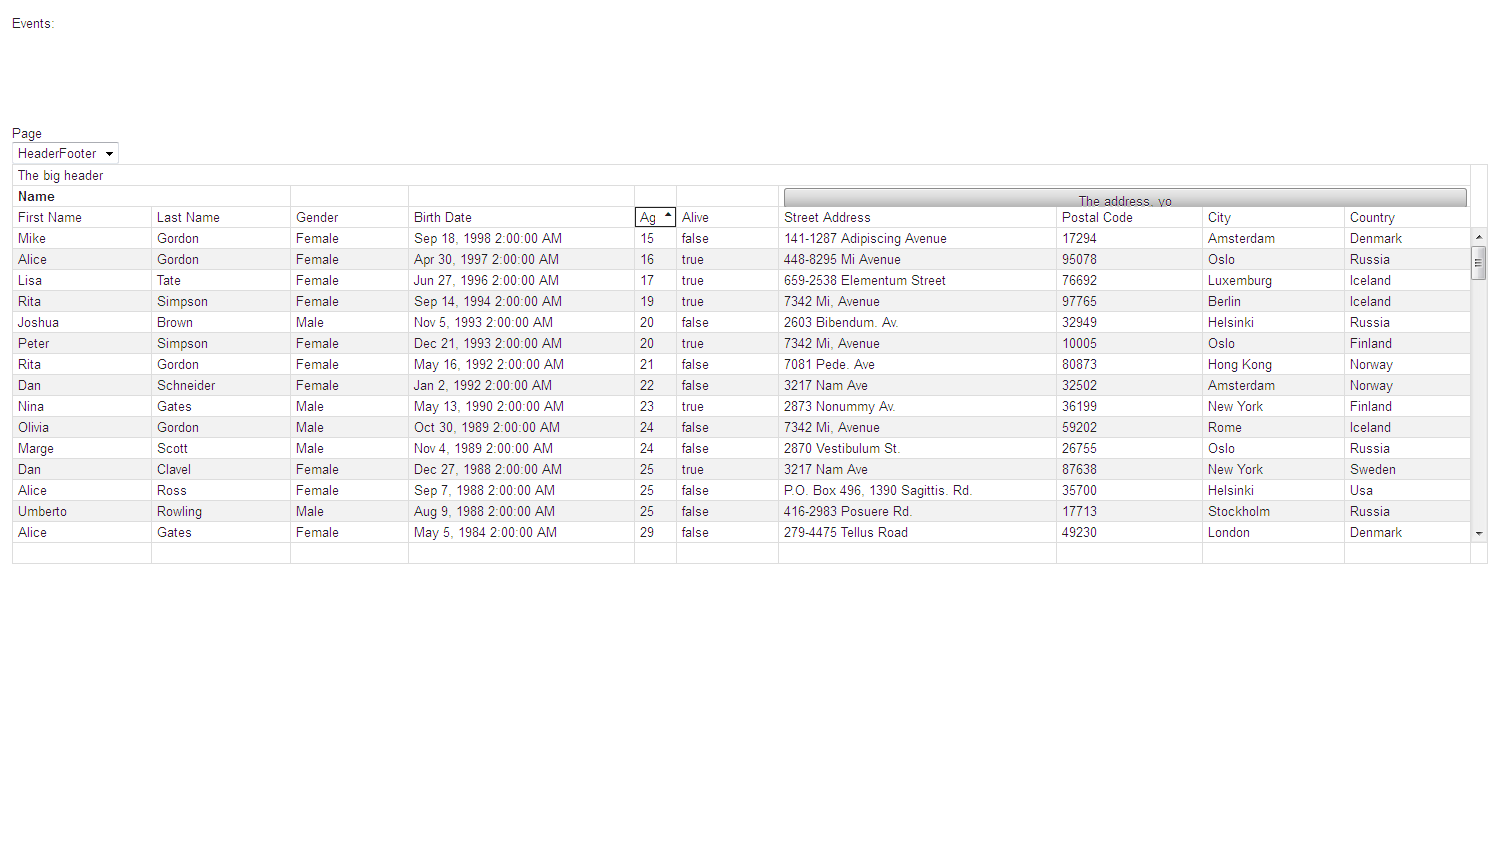 Events:
Page
HeaderFooter
The big header
Name The address, yo
First Name Last Name Gender Birth Date Ag Alive Street Address Postal Code City Country
Mike Gordon Female Sep 18, 1998 2:00:00 AM 15 false 141-1287 Adipiscing Avenue 17294 Amsterdam Denmark
Alice Gordon Female Apr 30, 1997 2:00:00 AM 16 true 448-8295 Mi Avenue 95078 Oslo Russia
Lisa Tate Female Jun 27, 1996 2:00:00 AM 17 true 659-2538 Elementum Street 76692 Luxemburg Iceland
Rita Simpson Female Sep 14, 1994 2:00:00 AM 19 true 7342 Mi, Avenue 97765 Berlin Iceland
Joshua Brown Male Nov 5, 1993 2:00:00 AM 20 false 2603 Bibendum. Av. 32949 Helsinki Russia
Peter Simpson Female Dec 21, 1993 2:00:00 AM 20 true 7342 Mi, Avenue 10005 Oslo Finland
Rita Gordon Female May 16, 1992 2:00:00 AM 21 false 7081 Pede. Ave 80873 Hong Kong Norway
Dan Schneider Female Jan 2, 1992 2:00:00 AM 22 false 3217 Nam Ave 32502 Amsterdam Norway
Nina Gates Male May 13, 1990 2:00:00 AM 23 true 2873 Nonummy Av. 36199 New York Finland
Olivia Gordon Male Oct 30, 1989 2:00:00 AM 24 false 7342 Mi, Avenue 59202 Rome Iceland
Marge Scott Male Nov 4, 1989 2:00:00 AM 24 false 2870 Vestibulum St. 26755 Oslo Russia
Dan Clavel Female Dec 27, 1988 2:00:00 AM 25 true 3217 Nam Ave 87638 New York Sweden
Alice Ross Female Sep 7, 1988 2:00:00 AM 25 false P.O. Box 496, 1390 Sagittis. Rd. 35700 Helsinki Usa
Umberto Rowling Male Aug 9, 1988 2:00:00 AM 25 false 416-2983 Posuere Rd. 17713 Stockholm Russia
Alice Gates Female May 5, 1984 2:00:00 AM 29 false 279-4475 Tellus Road 49230 London Denmark